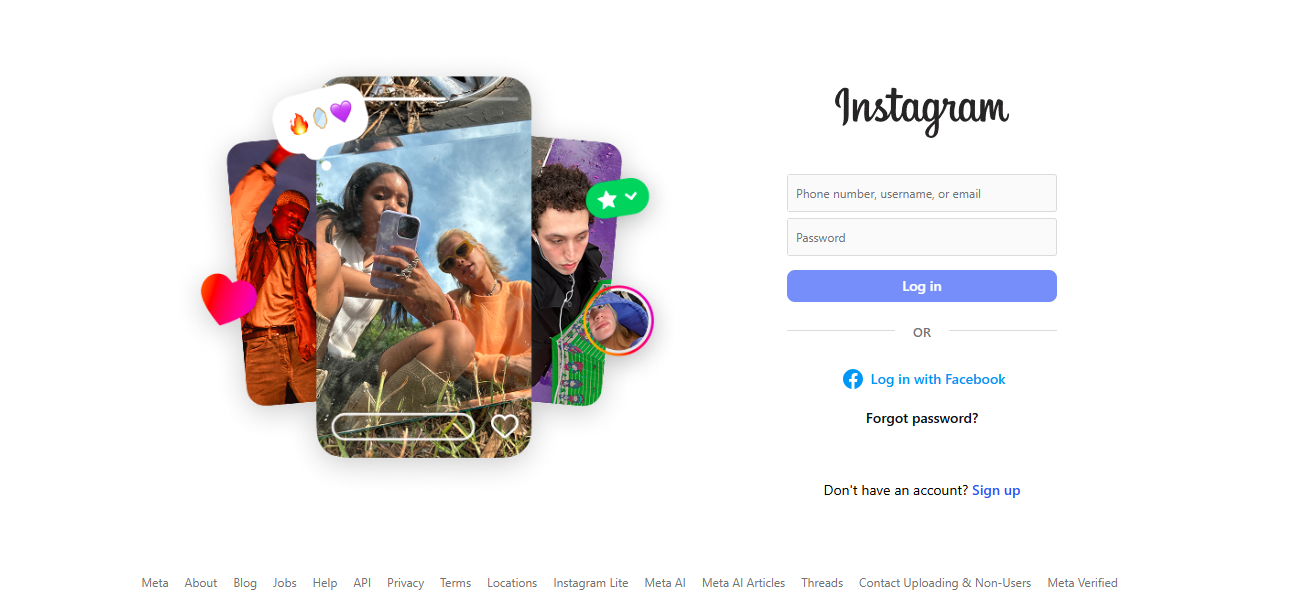 Instagram
Phone number, username, or email
Password
Log in
OR
Log in with Facebook
Forgot password?
Don't have an account? Sign up
Meta About Blog Jobs Help API Privacy Terms Locations Instagram Lite Meta AI Meta AI Articles Threads Contact Uploading & Non-Users Meta Verified